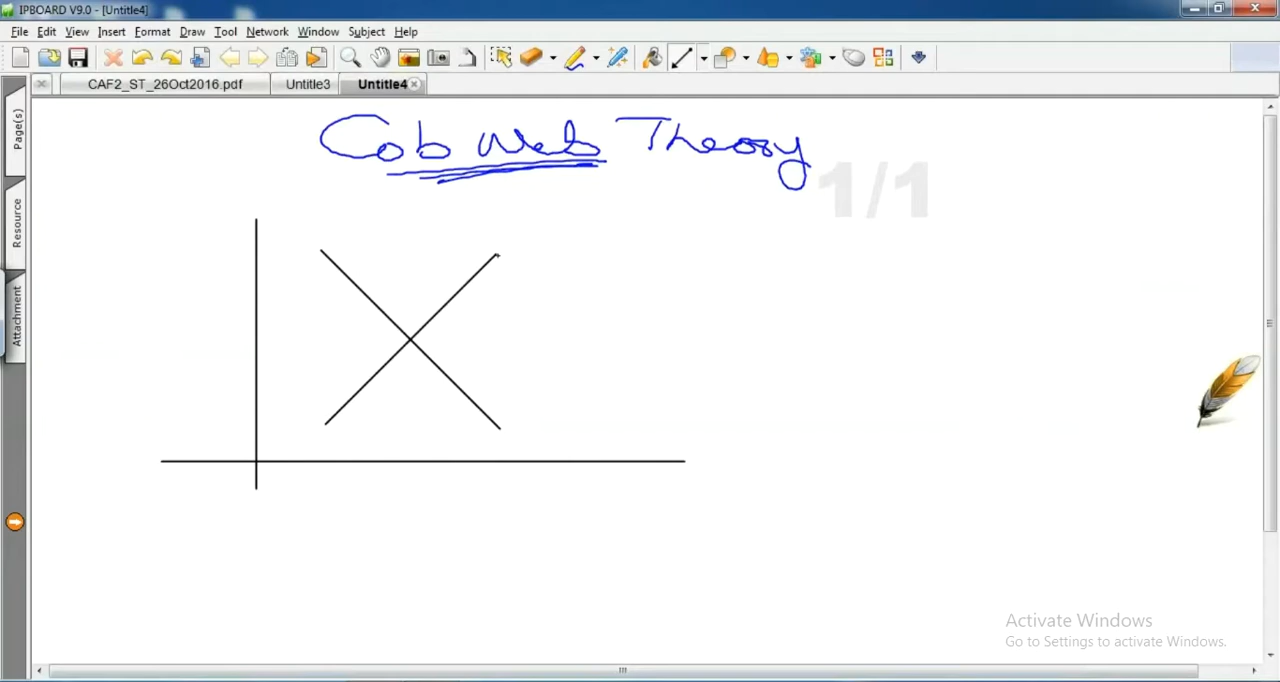 IPBOARD V9.0 - [Untitle4]
File Edit View Insert Format Draw Tool Network Window Subject Help
CAF2_ST_26Oct2016.pdf Untitle3 Untitle4
Page(s)
Resource
Attachment
Cob Web Theory
1/1
Activate Windows
Go to Settings to activate Windows.